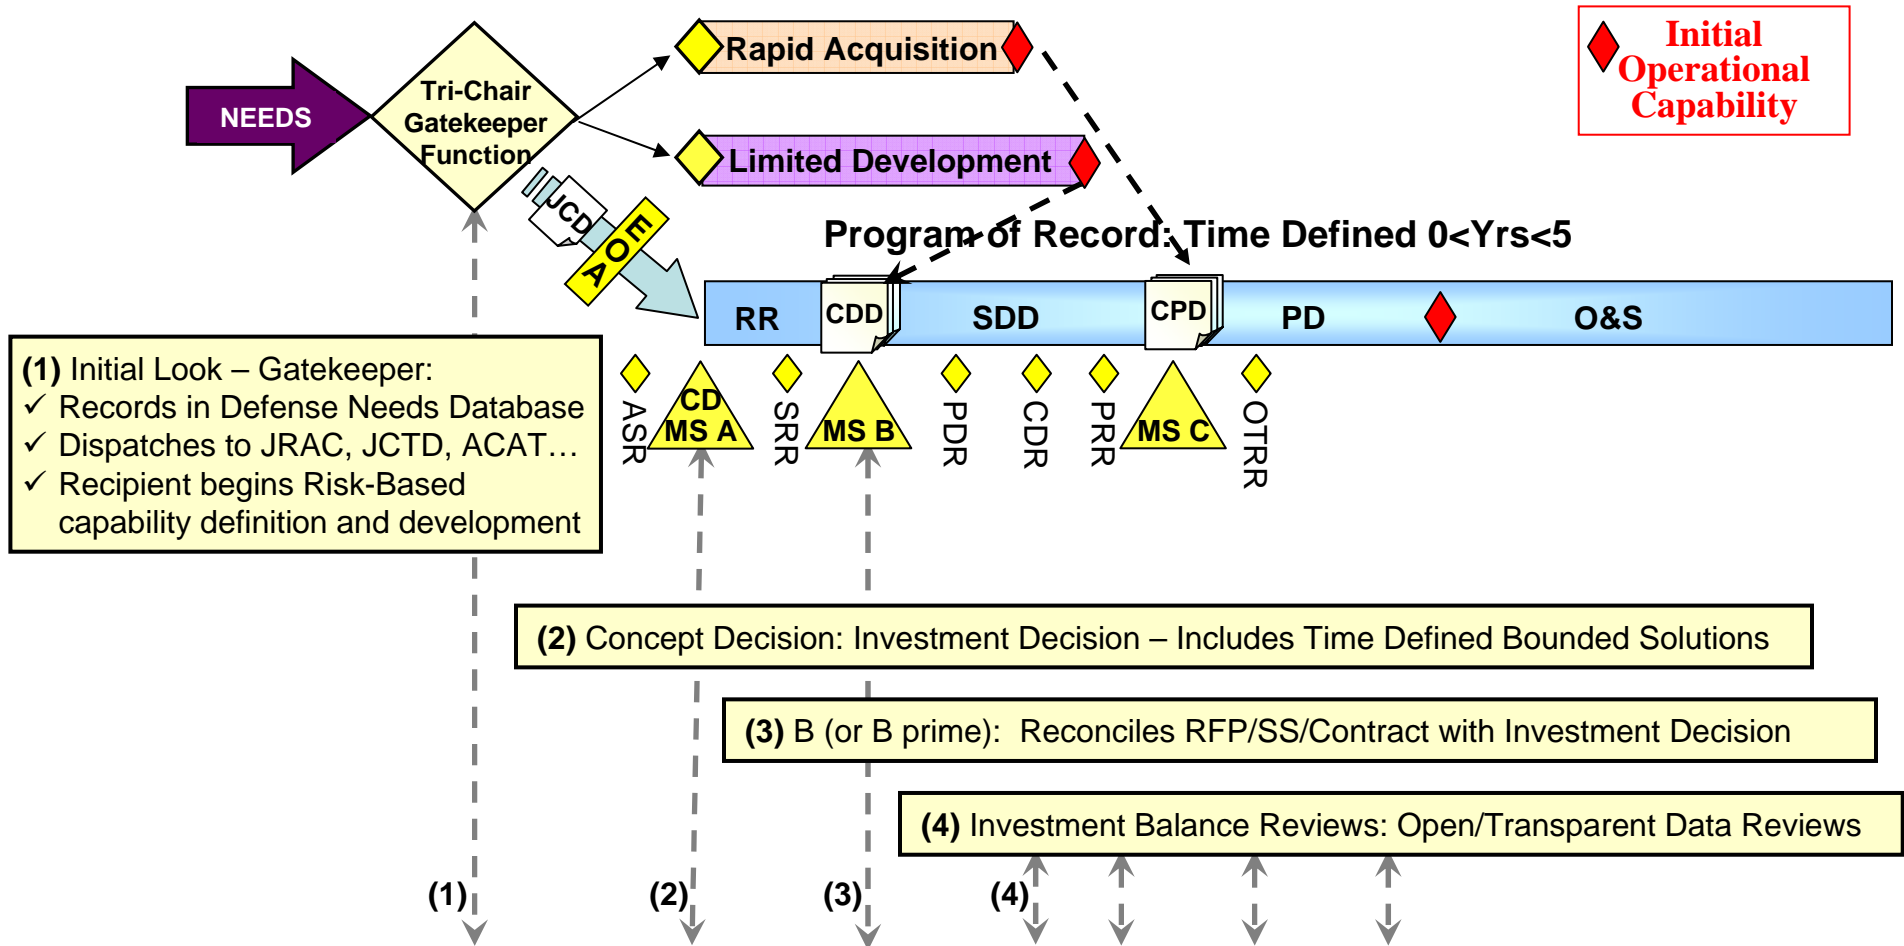 Rapid Acquisition
Initial
Operational
Capability
NEEDS
Tri-Chair
Gatekeeper
Function
Limited Development
JCD
EOA
Program of Record: Time Defined 0<Yrs<5
RR
CDD
SDD
CPD
PD
O&S
(1) Initial Look – Gatekeeper:
✓ Records in Defense Needs Database
✓ Dispatches to JRAC, JCTD, ACAT…
✓ Recipient begins Risk-Based
capability definition and development
ASR
CD
MS A
SRR
MS B
PDR
CDR
PRR
MS C
OTRR
(2) Concept Decision: Investment Decision – Includes Time Defined Bounded Solutions
(3) B (or B prime): Reconciles RFP/SS/Contract with Investment Decision
(4) Investment Balance Reviews: Open/Transparent Data Reviews
(1)
(2)
(3)
(4)